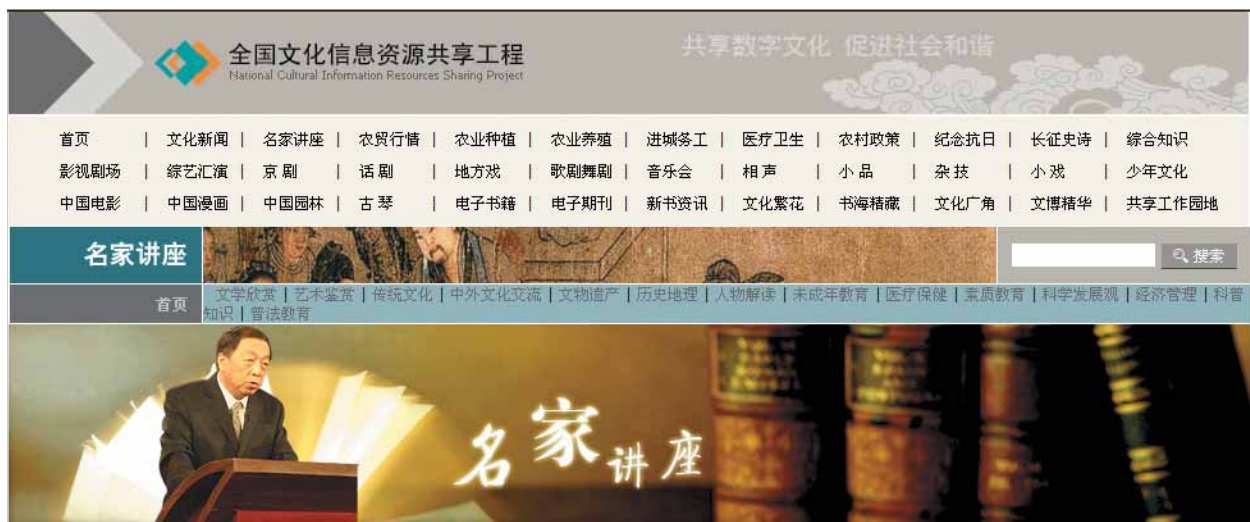 全国文化信息资源共享工程
National Cultural Information Resources Sharing Project
共享数字文化 促进社会和谐
首页 | 文化新闻 | 名家讲座 | 农贸行情 | 农业种植 | 农业养殖 | 进城务工 | 医疗卫生 | 农村政策 | 纪念抗日 | 长征史诗 | 综合知识
影视剧场 | 综艺汇演 | 京剧 | 话剧 | 地方戏 | 歌剧舞剧 | 音乐会 | 相声 | 小品 | 杂技 | 小戏 | 少年文化
中国电影 | 中国漫画 | 中国园林 | 古琴 | 电子书籍 | 电子期刊 | 新书资讯 | 文化繁花 | 书海精藏 | 文化广角 | 文博精华 | 共享工作园地
名家讲座
搜索
首页
文学欣赏 | 艺术鉴赏 | 传统文化 | 中外文化交流 | 文物遗产 | 历史地理 | 人物解读 | 未成年教育 | 医疗保健 | 素质教育 | 科学发展观 | 经济管理 | 科普
知识 | 普法教育
名家讲座